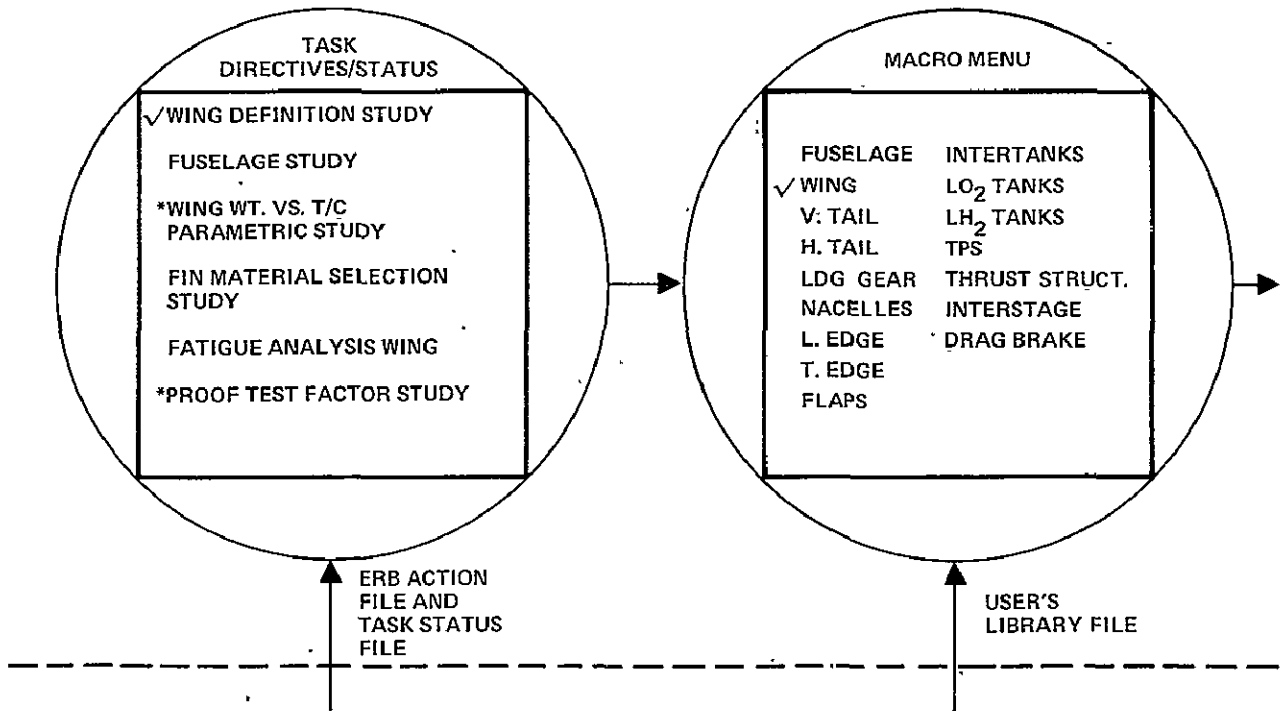 TASK
DIRECTIVES/STATUS
✓WING DEFINITION STUDY
FUSELAGE STUDY
*WING WT. VS. T/C
PARAMETRIC STUDY
FIN MATERIAL SELECTION
STUDY
FATIGUE ANALYSIS WING
*PROOF TEST FACTOR STUDY
ERB ACTION
FILE AND
TASK STATUS
FILE
MACRO MENU
FUSELAGE INTERTANKS
✓WING LO2 TANKS
V. TAIL LH2 TANKS
H. TAIL TPS
LDG GEAR THRUST STRUCT.
NACELLES INTERSTAGE
L. EDGE DRAG BRAKE
T. EDGE
FLAPS
USER'S
LIBRARY FILE